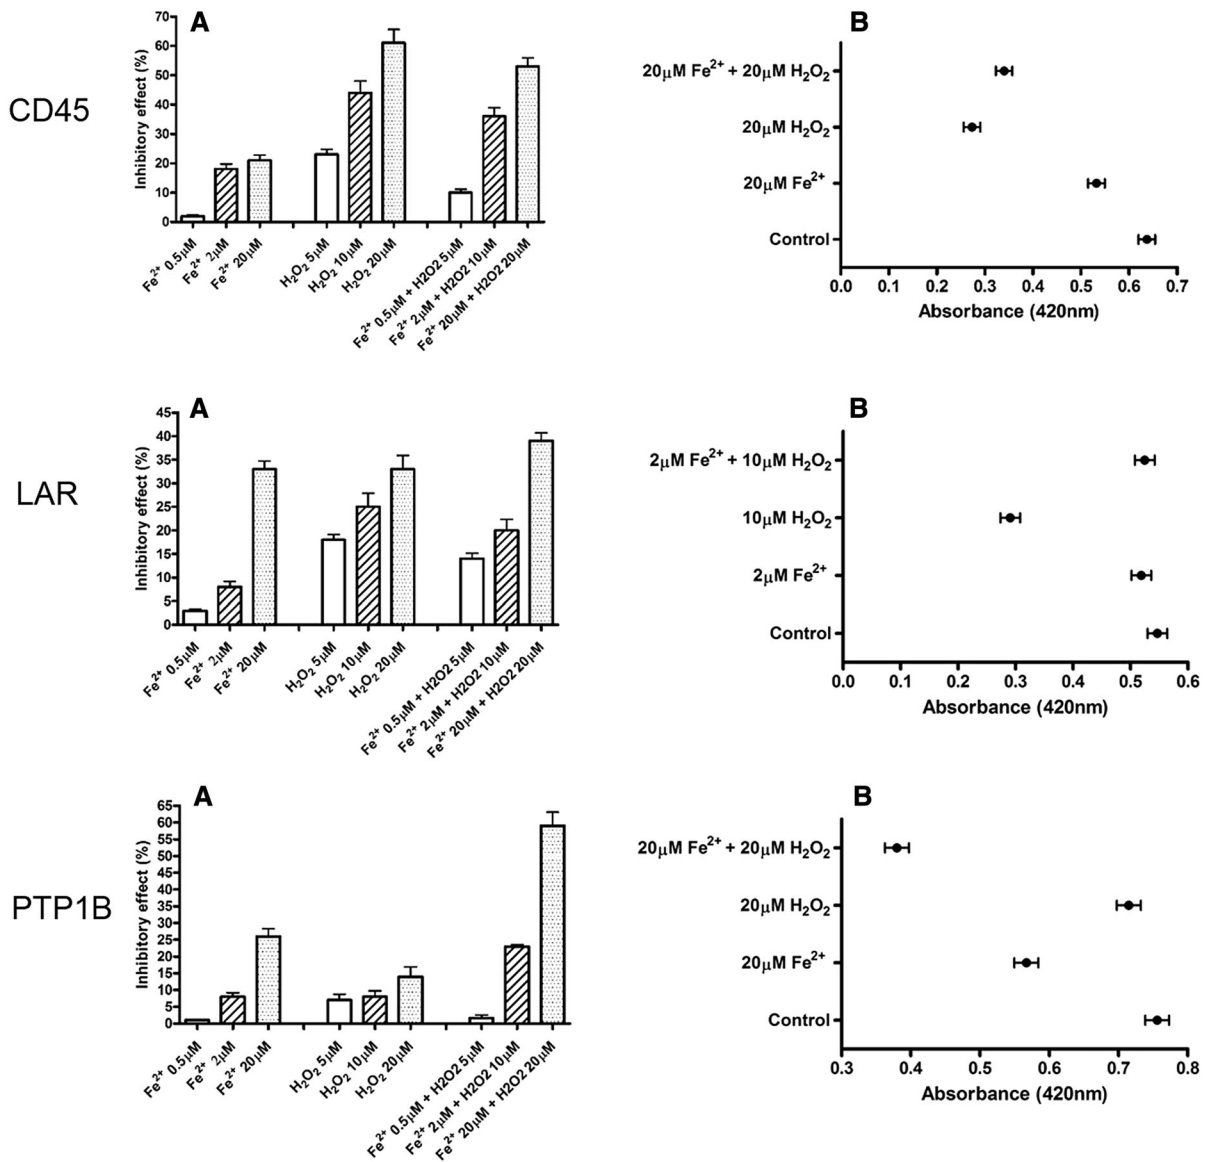 CD45
A
Inhibitory effect (%)
70
60
50
40
30
20
10
0
Fe²⁺ 0.5μM
Fe²⁺ 2μM
Fe²⁺ 20μM
H₂O₂ 5μM
H₂O₂ 10μM
H₂O₂ 20μM
Fe²⁺ 0.5μM + H2O2 5μM
Fe²⁺ 2μM + H2O2 10μM
Fe²⁺ 20μM + H2O2 20μM
B
20μM Fe²⁺ + 20μM H₂O₂
20μM H₂O₂
20μM Fe²⁺
Control
0.0 0.1 0.2 0.3 0.4 0.5 0.6 0.7
Absorbance (420nm)
LAR
A
Inhibitory effect (%)
45
40
35
30
25
20
15
10
5
0
Fe²⁺ 0.5μM
Fe²⁺ 2μM
Fe²⁺ 20μM
H₂O₂ 5μM
H₂O₂ 10μM
H₂O₂ 20μM
Fe²⁺ 0.5μM + H2O2 5μM
Fe²⁺ 2μM + H2O2 10μM
Fe²⁺ 20μM + H2O2 20μM
B
2μM Fe²⁺ + 10μM H₂O₂
10μM H₂O₂
2μM Fe²⁺
Control
0.0 0.1 0.2 0.3 0.4 0.5 0.6
Absorbance (420nm)
PTP1B
A
Inhibitory effect (%)
65
60
55
50
45
40
35
30
25
20
15
10
5
0
Fe²⁺ 0.5μM
Fe²⁺ 2μM
Fe²⁺ 20μM
H₂O₂ 5μM
H₂O₂ 10μM
H₂O₂ 20μM
Fe²⁺ 0.5μM + H2O2 5μM
Fe²⁺ 2μM + H2O2 10μM
Fe²⁺ 20μM + H2O2 20μM
B
20μM Fe²⁺ + 20μM H₂O₂
20μM H₂O₂
20μM Fe²⁺
Control
0.3 0.4 0.5 0.6 0.7 0.8
Absorbance (420nm)